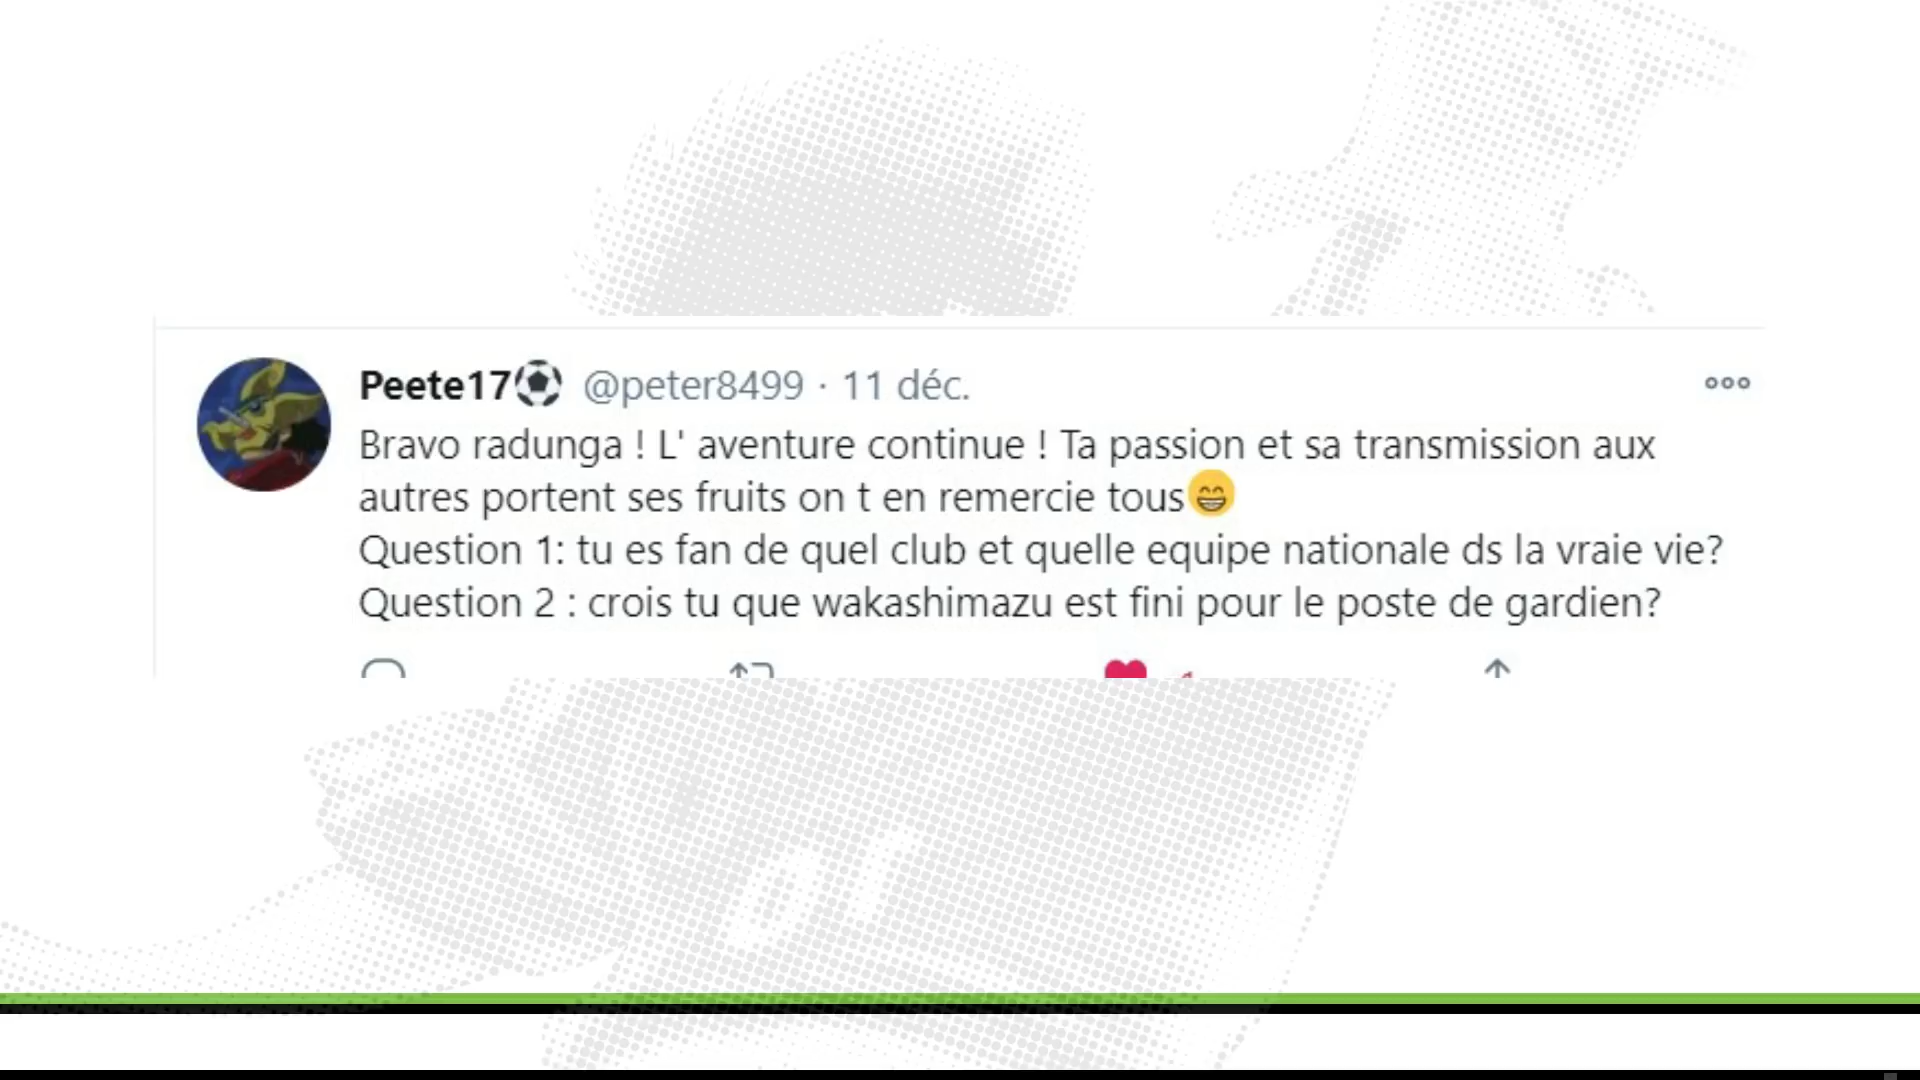 Peete17⚽ @peter8499 · 11 déc.
Bravo radunga ! L' aventure continue ! Ta passion et sa transmission aux
autres portent ses fruits on t en remercie tous😁
Question 1: tu es fan de quel club et quelle equipe nationale ds la vraie vie?
Question 2 : crois tu que wakashimazu est fini pour le poste de gardien?